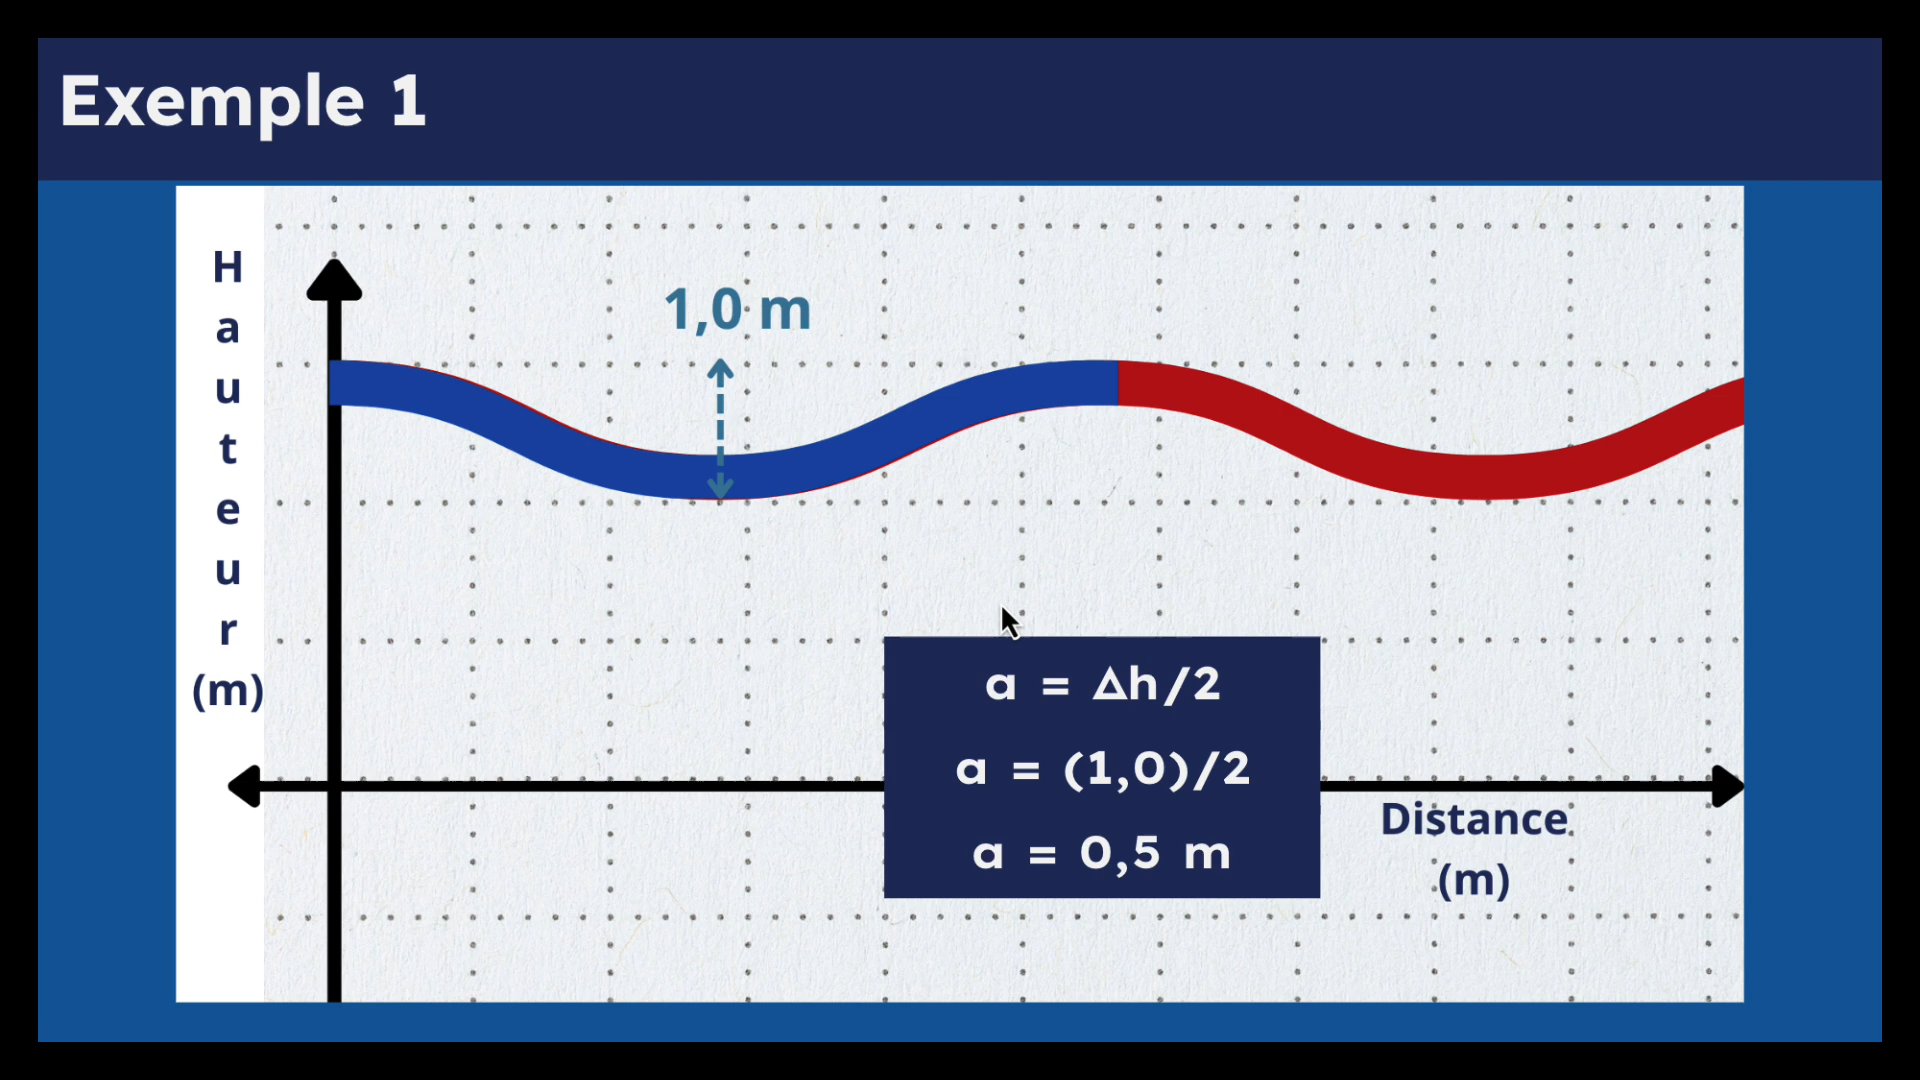 Exemple 1
H
a
u
t
e
u
r
(m)
1,0 m
a = Δh/2
a = (1,0)/2
a = 0,5 m
Distance
(m)